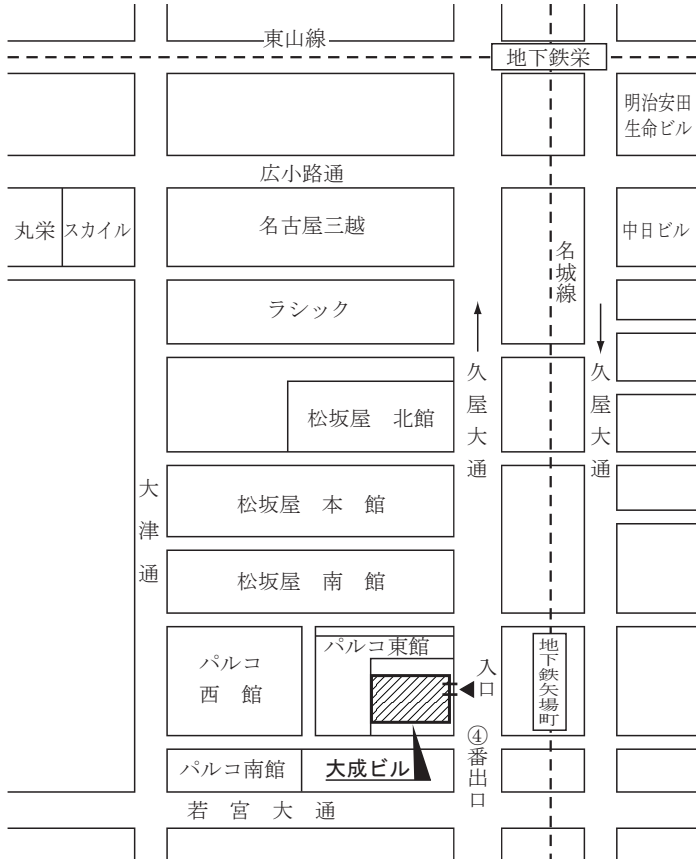 東山線
地下鉄栄
明治安田
生命ビル
広小路通
丸栄
スカイル
名古屋三越
中日ビル
名城線
ラシック
久屋大通
久屋大通
松坂屋 北館
大津通
松坂屋 本 館
松坂屋 南 館
パルコ
西 館
パルコ東館
入口
地下鉄矢場町
④番出口
パルコ南館
大成ビル
若宮大通